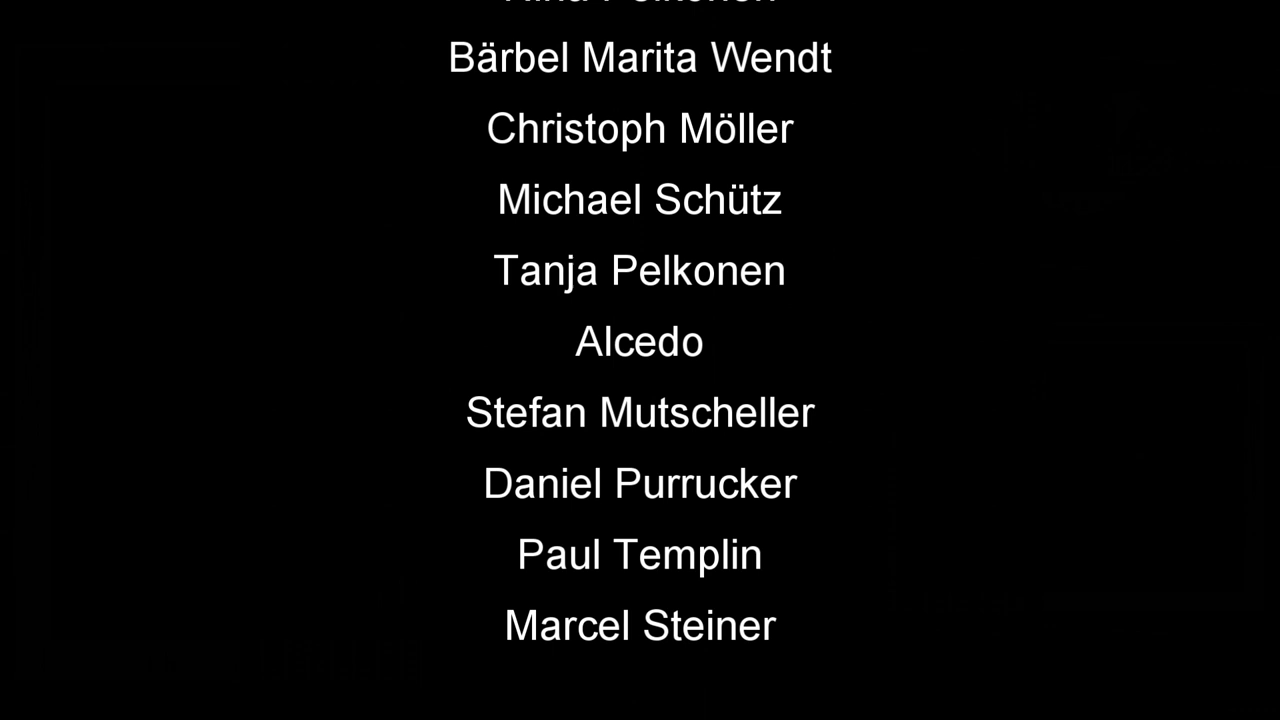 Bärbel Marita Wendt
Christoph Möller
Michael Schütz
Tanja Pelkonen
Alcedo
Stefan Mutscheller
Daniel Purrucker
Paul Templin
Marcel Steiner